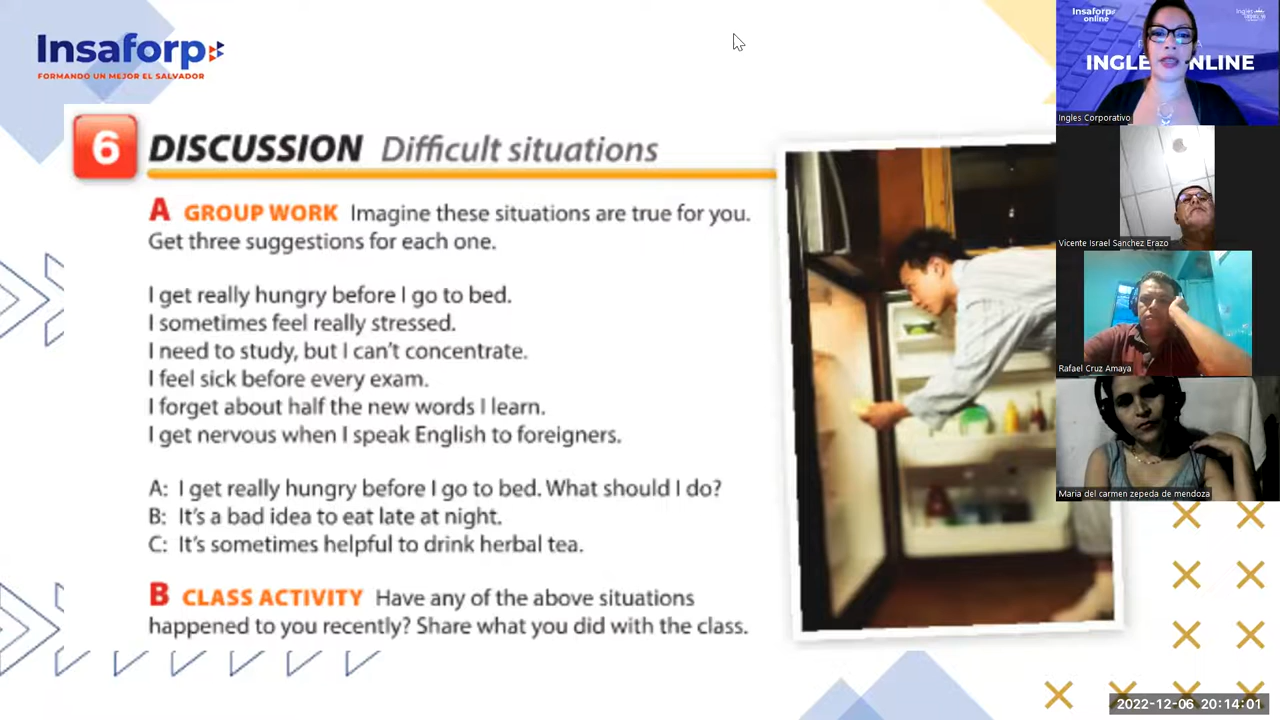 Insaforp
FORMANDO UN MEJOR EL SALVADOR
6 DISCUSSION Difficult situations
A GROUP WORK Imagine these situations are true for you.
Get three suggestions for each one.
I get really hungry before I go to bed.
I sometimes feel really stressed.
I need to study, but I can't concentrate.
I feel sick before every exam.
I forget about half the new words I learn.
I get nervous when I speak English to foreigners.
A: I get really hungry before I go to bed. What should I do?
B: It's a bad idea to eat late at night.
C: It's sometimes helpful to drink herbal tea.
B CLASS ACTIVITY Have any of the above situations
happened to you recently? Share what you did with the class.
Insaforp
online
INGLE NLINE
Ingles Corporativo
Vicente Israel Sanchez Erazo
Rafael Cruz Amaya
Maria del carmen zepeda de mendoza
2022-12-06 20:14:01